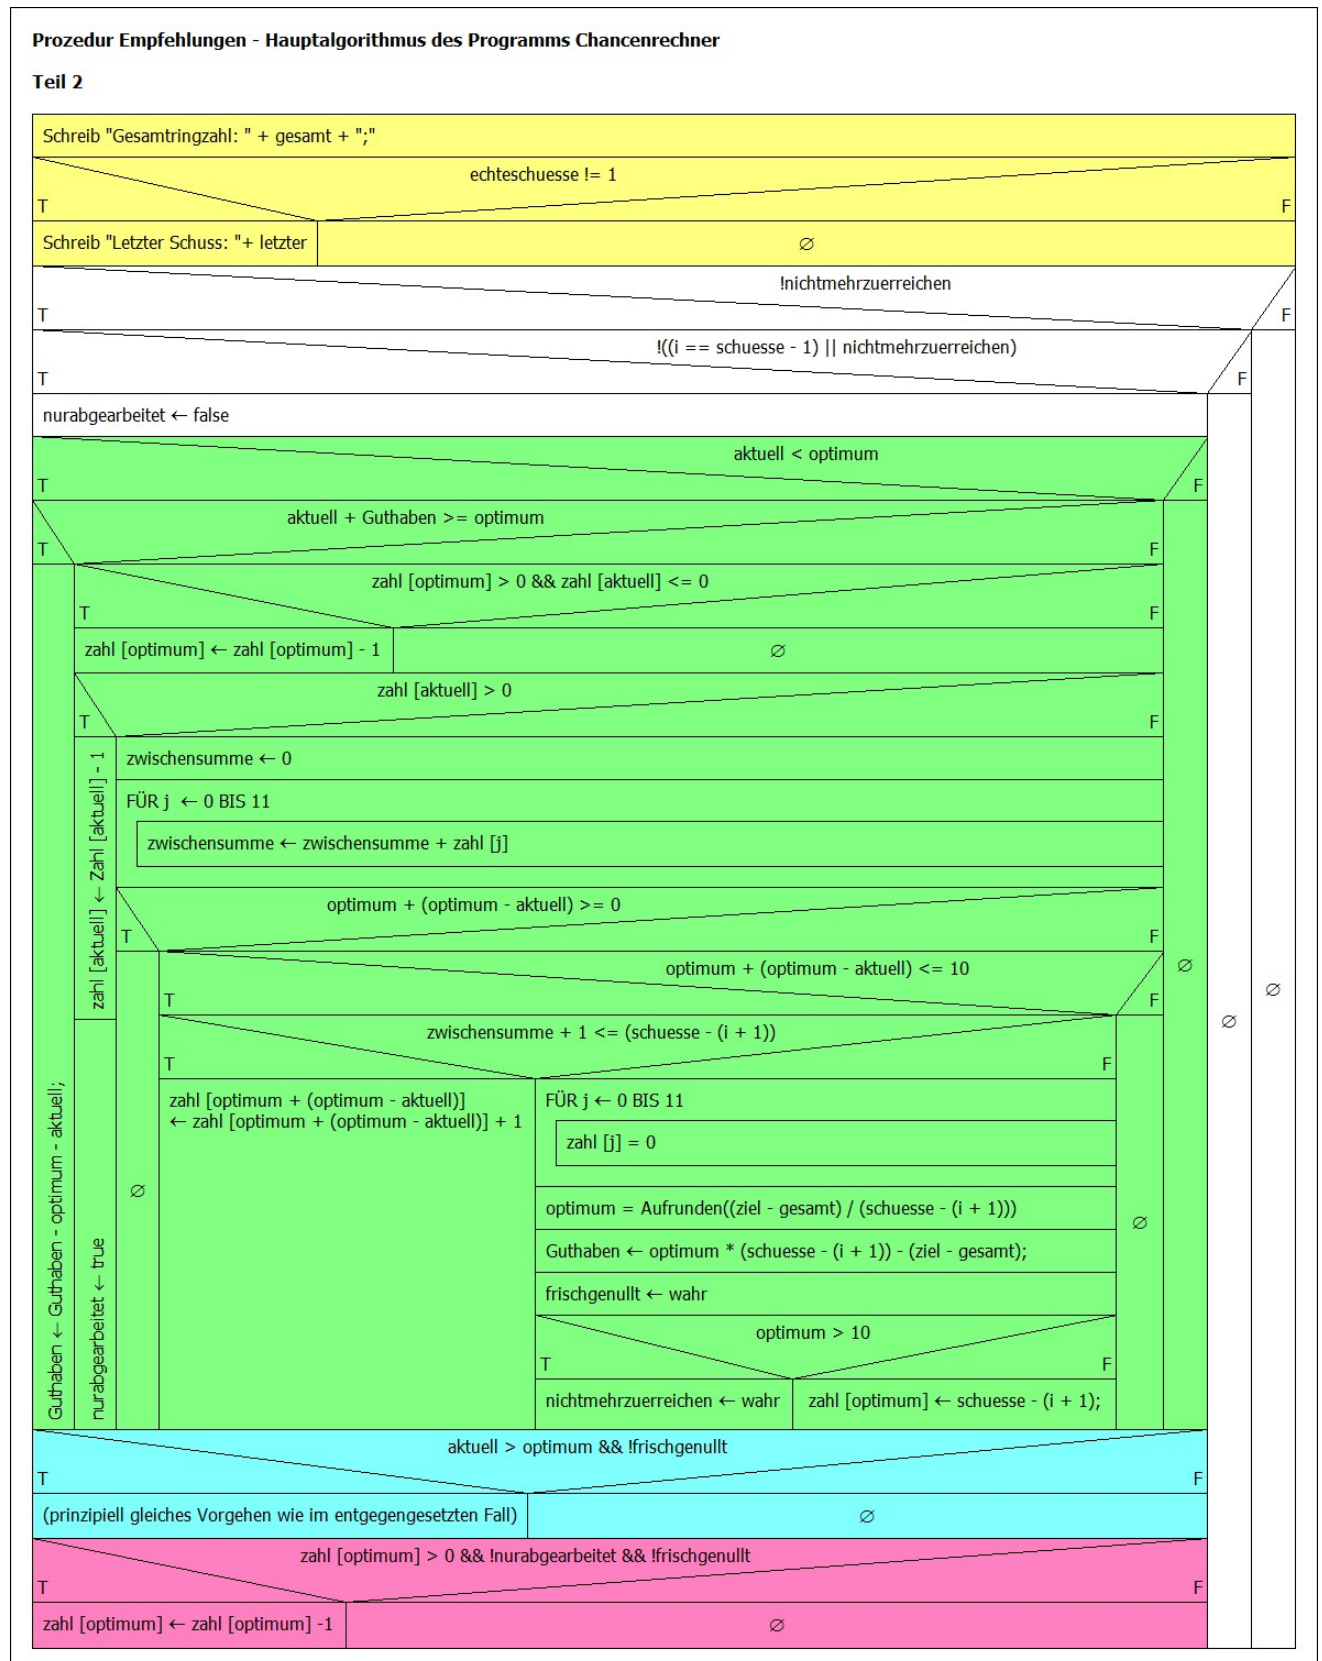 Prozedur Empfehlungen - Hauptalgorithmus des Programms Chancenrechner
Teil 2
Schreib "Gesamtringzahl: " + gesamt + ";"
echteschuesse != 1
T
F
Schreib "Letzter Schuss: "+ letzter
∅
!nichtmehrzuerreichen
T
F
!((i == schuesse - 1) || nichtmehrzuerreichen)
T
F
∅
nurabgearbeitet ← false
∅
aktuell < optimum
T
F
aktuell + Guthaben >= optimum
T
F
∅
Guthaben ← Guthaben - optimum - aktuell;
zahl [optimum] > 0 && zahl [aktuell] <= 0
T
F
zahl [optimum] ← zahl [optimum] - 1
∅
zahl [aktuell] > 0
T
F
zahl [aktuell] ← Zahl [aktuell] - 1
nurabgearbeitet ← true
zwischensumme ← 0
FÜR j ← 0 BIS 11
zwischensumme ← zwischensumme + zahl [j]
optimum + (optimum - aktuell) >= 0
T
F
∅
optimum + (optimum - aktuell) <= 10
T
F
zwischensumme + 1 <= (schuesse - (i + 1))
T
F
∅
zahl [optimum + (optimum - aktuell)]
← zahl [optimum + (optimum - aktuell)] + 1
FÜR j ← 0 BIS 11
zahl [j] = 0
optimum = Aufrunden((ziel - gesamt) / (schuesse - (i + 1)))
Guthaben ← optimum * (schuesse - (i + 1)) - (ziel - gesamt);
frischgenullt ← wahr
optimum > 10
T
F
nichtmehrzuerreichen ← wahr
zahl [optimum] ← schuesse - (i + 1);
aktuell > optimum && !frischgenullt
T
F
(prinzipiell gleiches Vorgehen wie im entgegengesetzten Fall)
∅
zahl [optimum] > 0 && !nurabgearbeitet && !frischgenullt
T
F
zahl [optimum] ← zahl [optimum] -1
∅